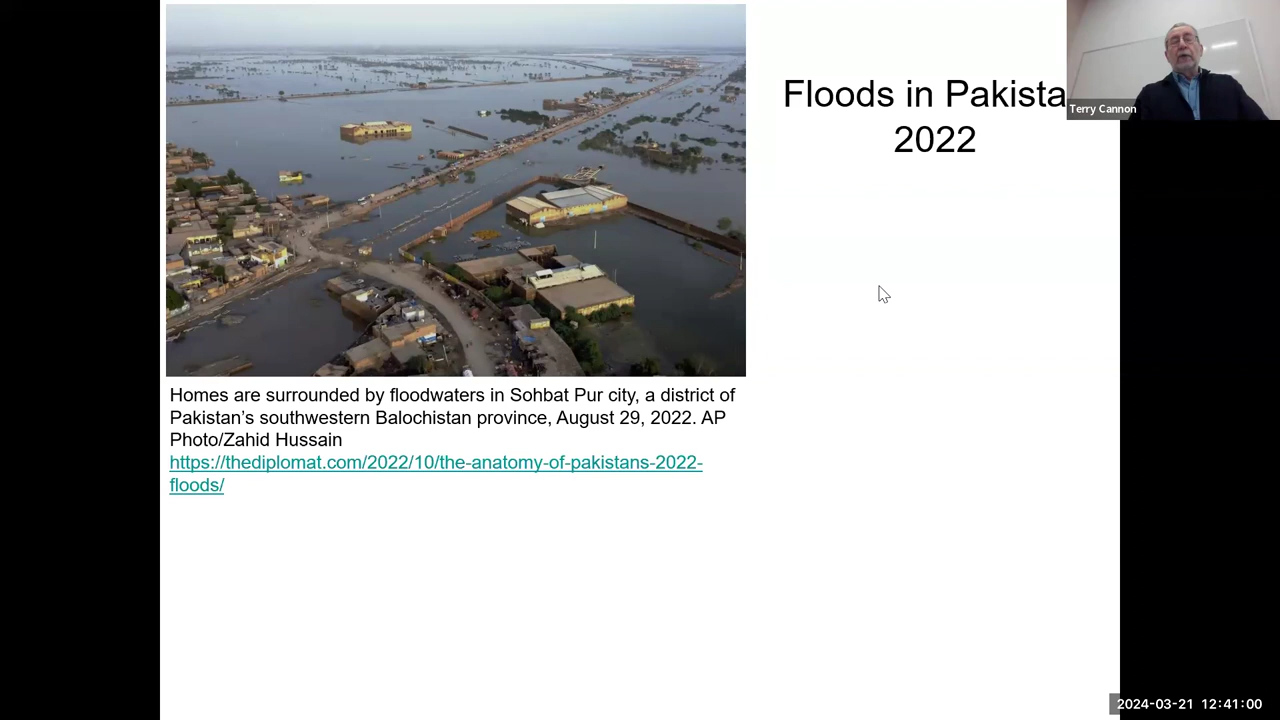 Floods in Pakista
2022
Terry Cannon
Homes are surrounded by floodwaters in Sohbat Pur city, a district of
Pakistan’s southwestern Balochistan province, August 29, 2022. AP
Photo/Zahid Hussain
https://thediplomat.com/2022/10/the-anatomy-of-pakistans-2022-
floods/
2024-03-21 12:41:00